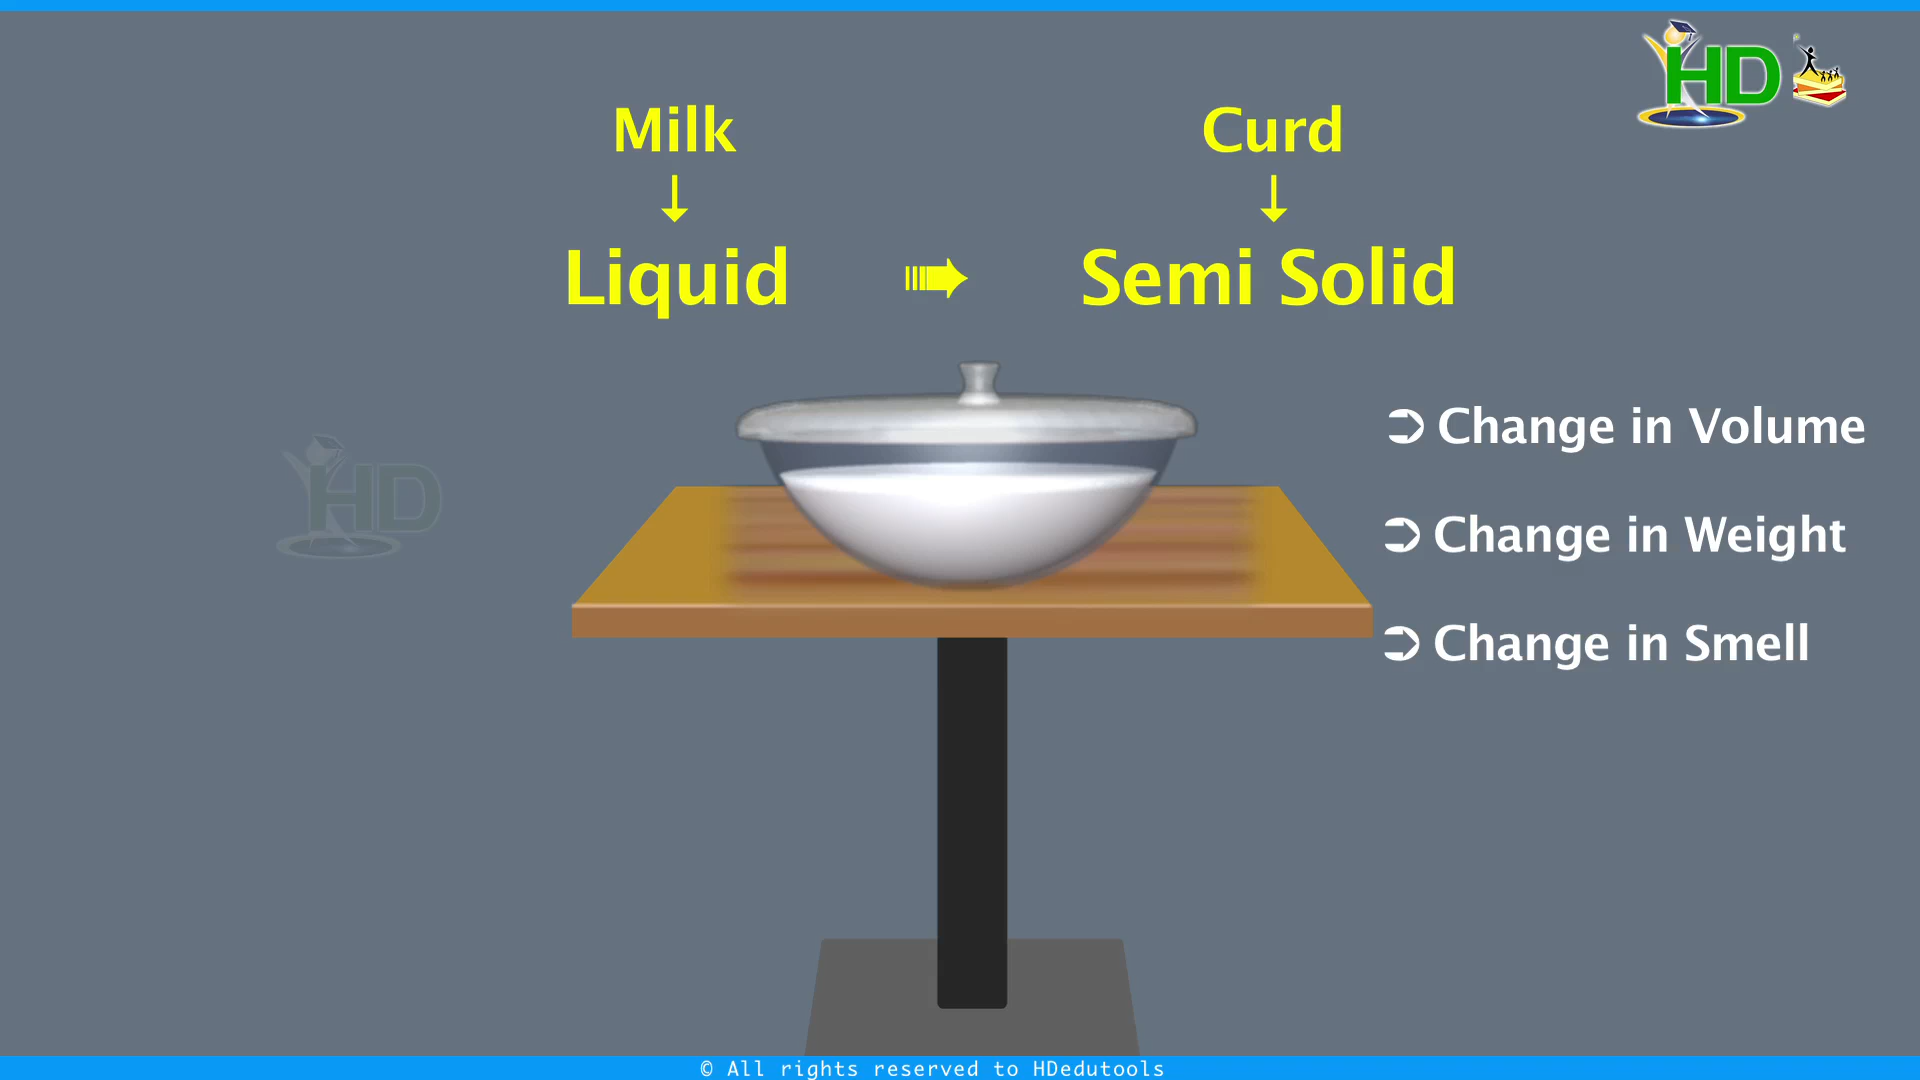 HD
Milk Curd
↓ ↓
Liquid ➠ Semi Solid
HD
➲ Change in Volume
➲ Change in Weight
➲ Change in Smell
© All rights reserved to HDedutools